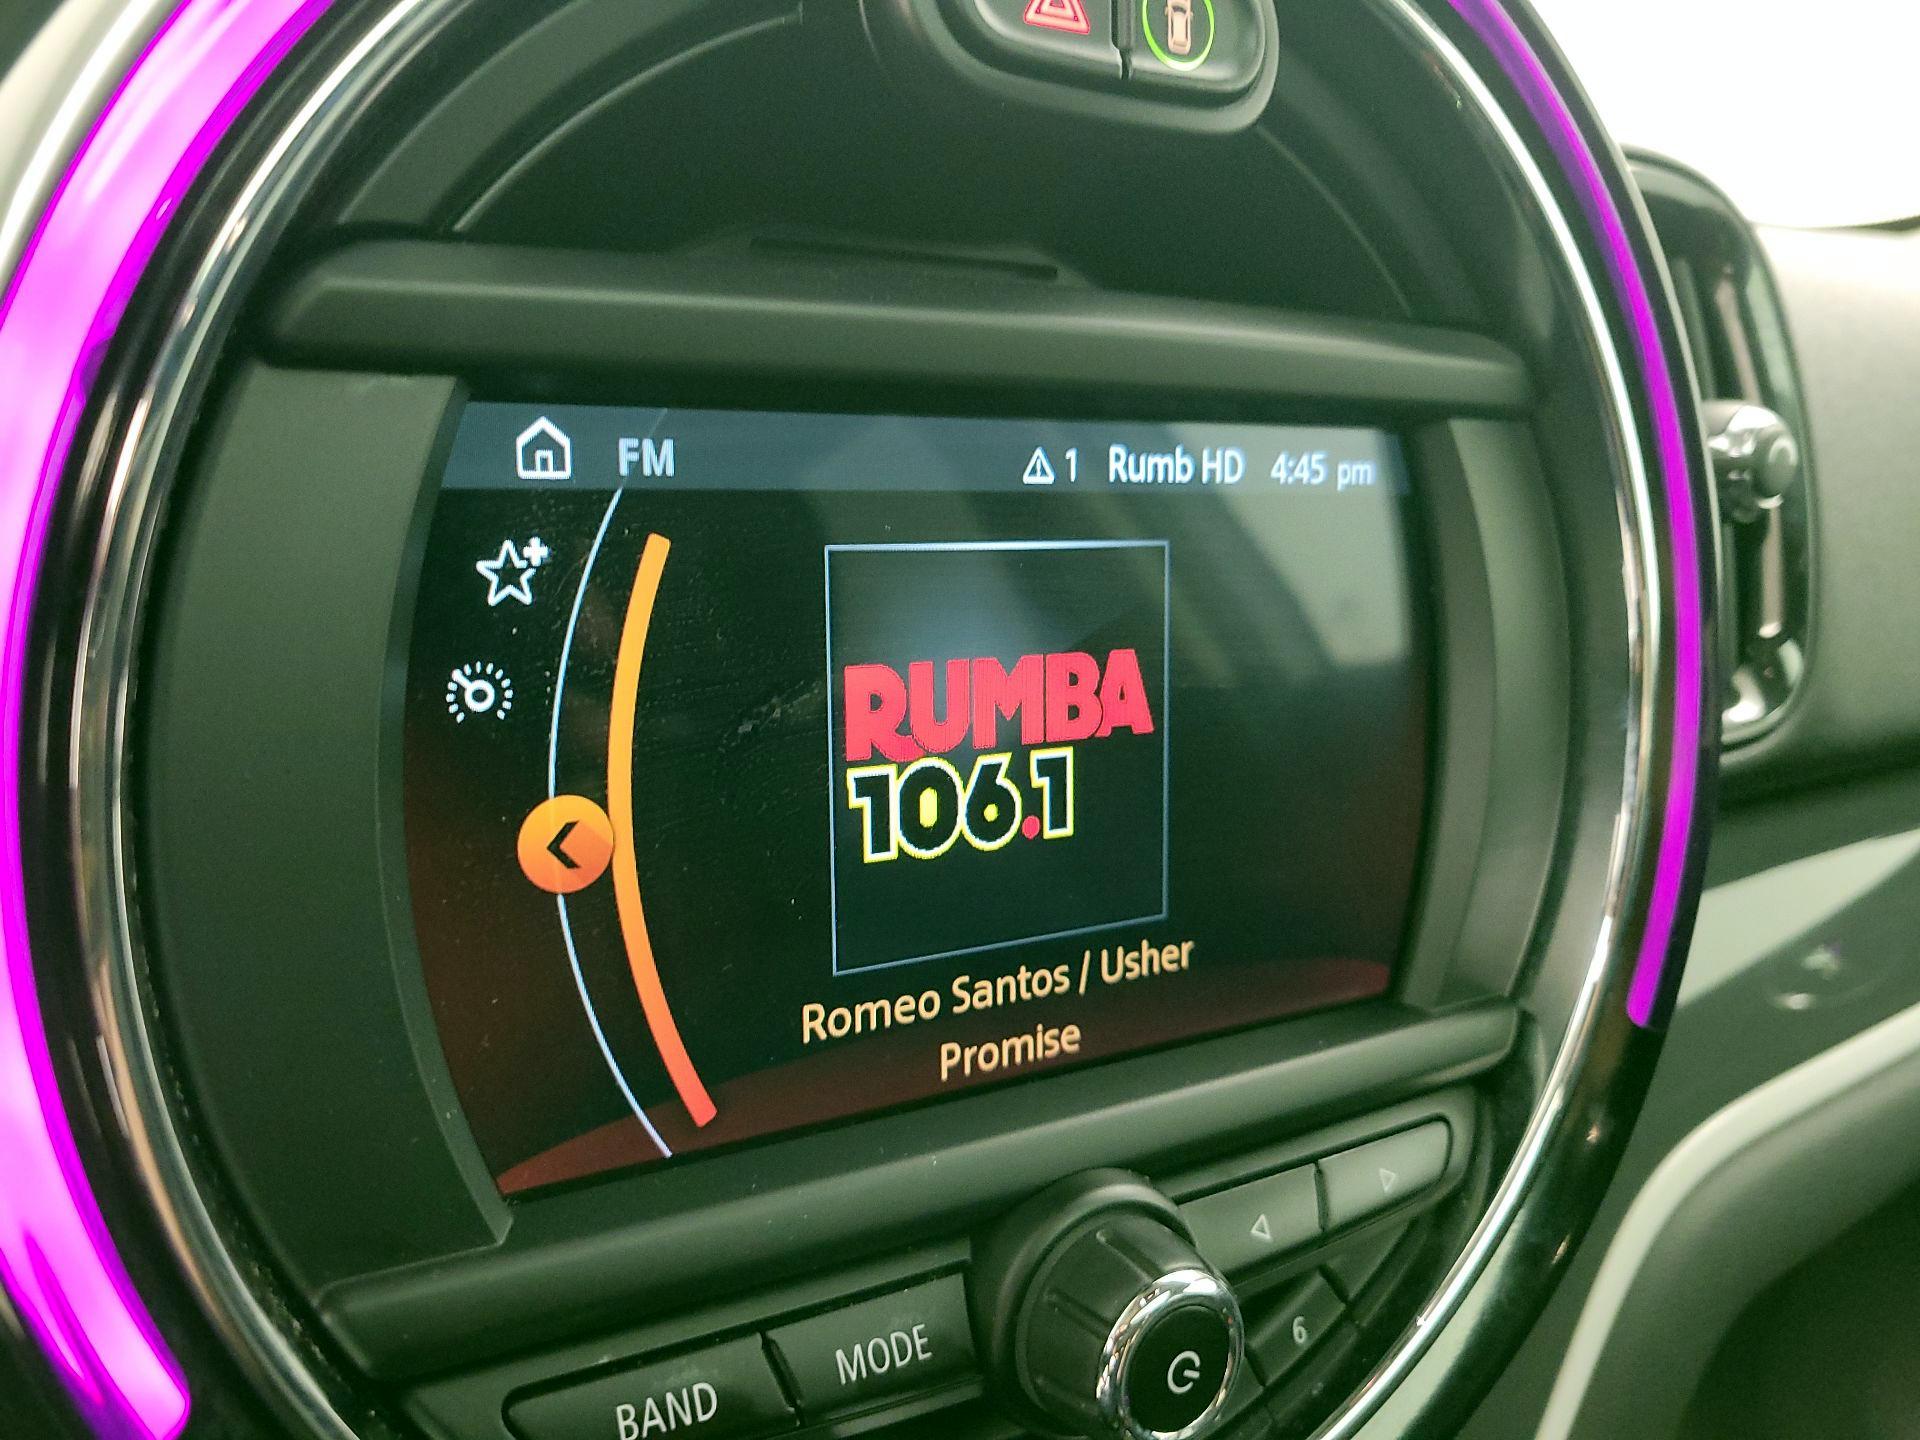 FM 1 Rumb HD 4:45 pm
RUMBA
106.1
Romeo Santos / Usher
Promise
BAND MODE 6